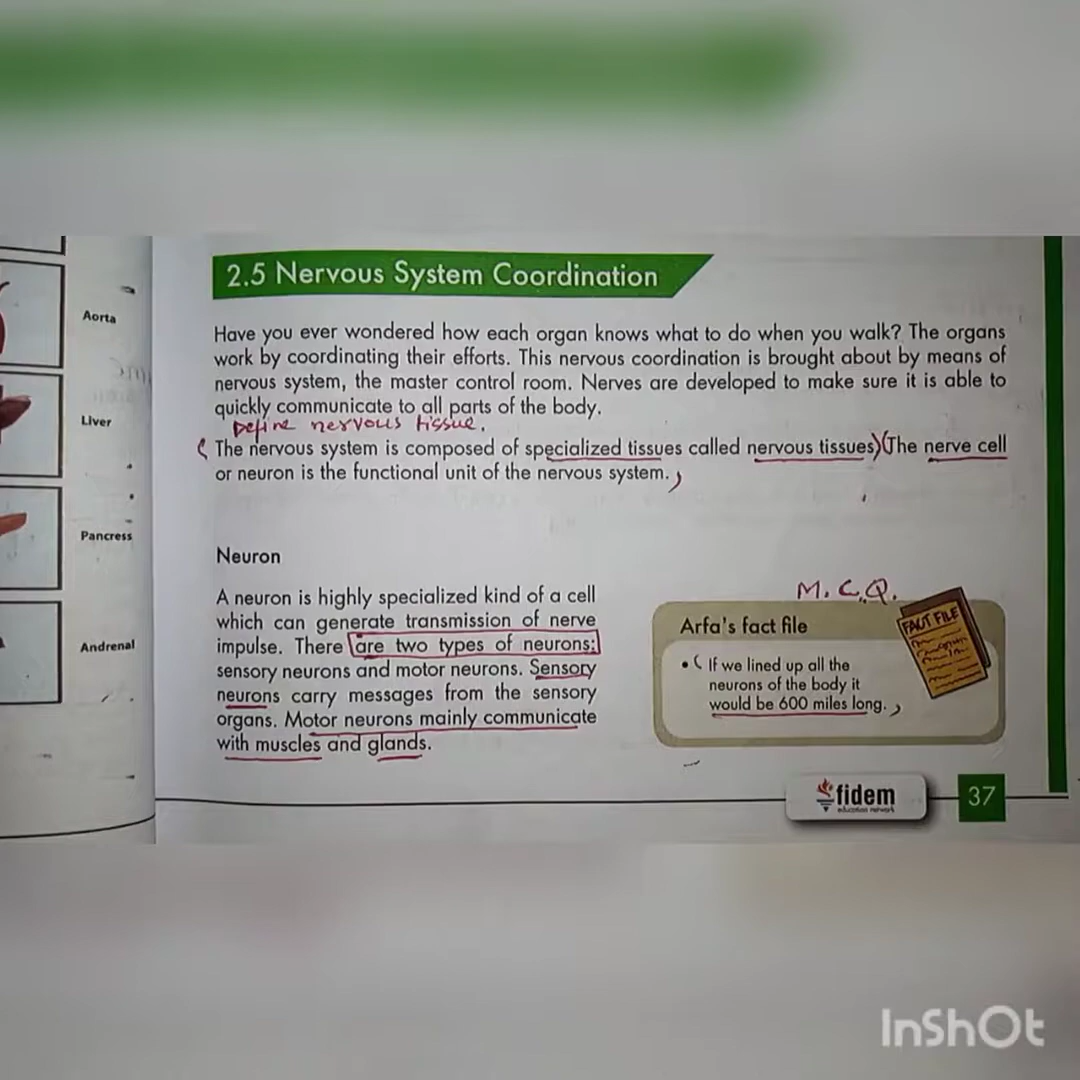 Aorta
Liver
Pancress
Andrenal
2.5 Nervous System Coordination
Have you ever wondered how each organ knows what to do when you walk? The organs
work by coordinating their efforts. This nervous coordination is brought about by means of
nervous system, the master control room. Nerves are developed to make sure it is able to
quickly communicate to all parts of the body.
Define nervous tissue.
(The nervous system is composed of specialized tissues called nervous tissues)(The nerve cell
or neuron is the functional unit of the nervous system.)
Neuron
A neuron is highly specialized kind of a cell
which can generate transmission of nerve
impulse. There are two types of neurons:
sensory neurons and motor neurons. Sensory
neurons carry messages from the sensory
organs. Motor neurons mainly communicate
with muscles and glands.
M.C.Q.
Arfa's fact file
FACT FILE
• (If we lined up all the
neurons of the body it
would be 600 miles long.)
fidem
education network
37
InShOt